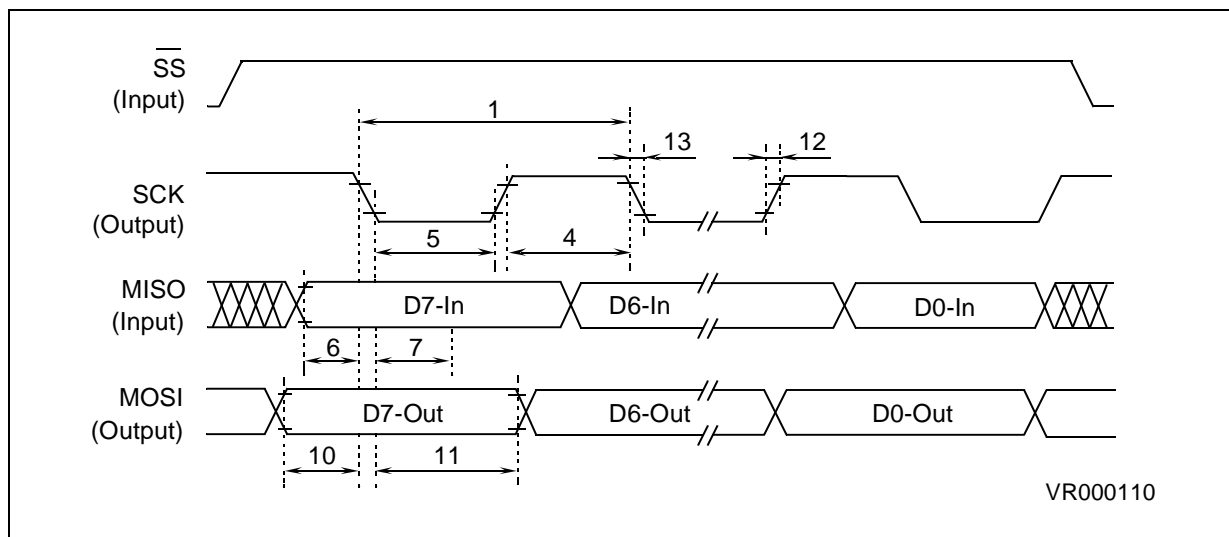 SS
(Input)
1
13
12
SCK
(Output)
5
4
MISO
(Input)
D7-In
D6-In
D0-In
6
7
MOSI
(Output)
D7-Out
D6-Out
D0-Out
10
11
VR000110